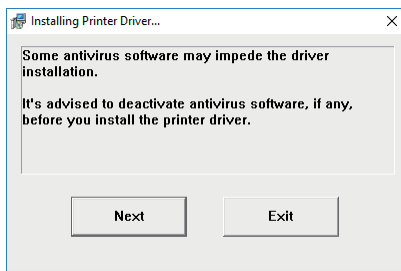 Installing Printer Driver...
Some antivirus software may impede the driver
installation.
It's advised to deactivate antivirus software, if any,
before you install the printer driver.
Next
Exit